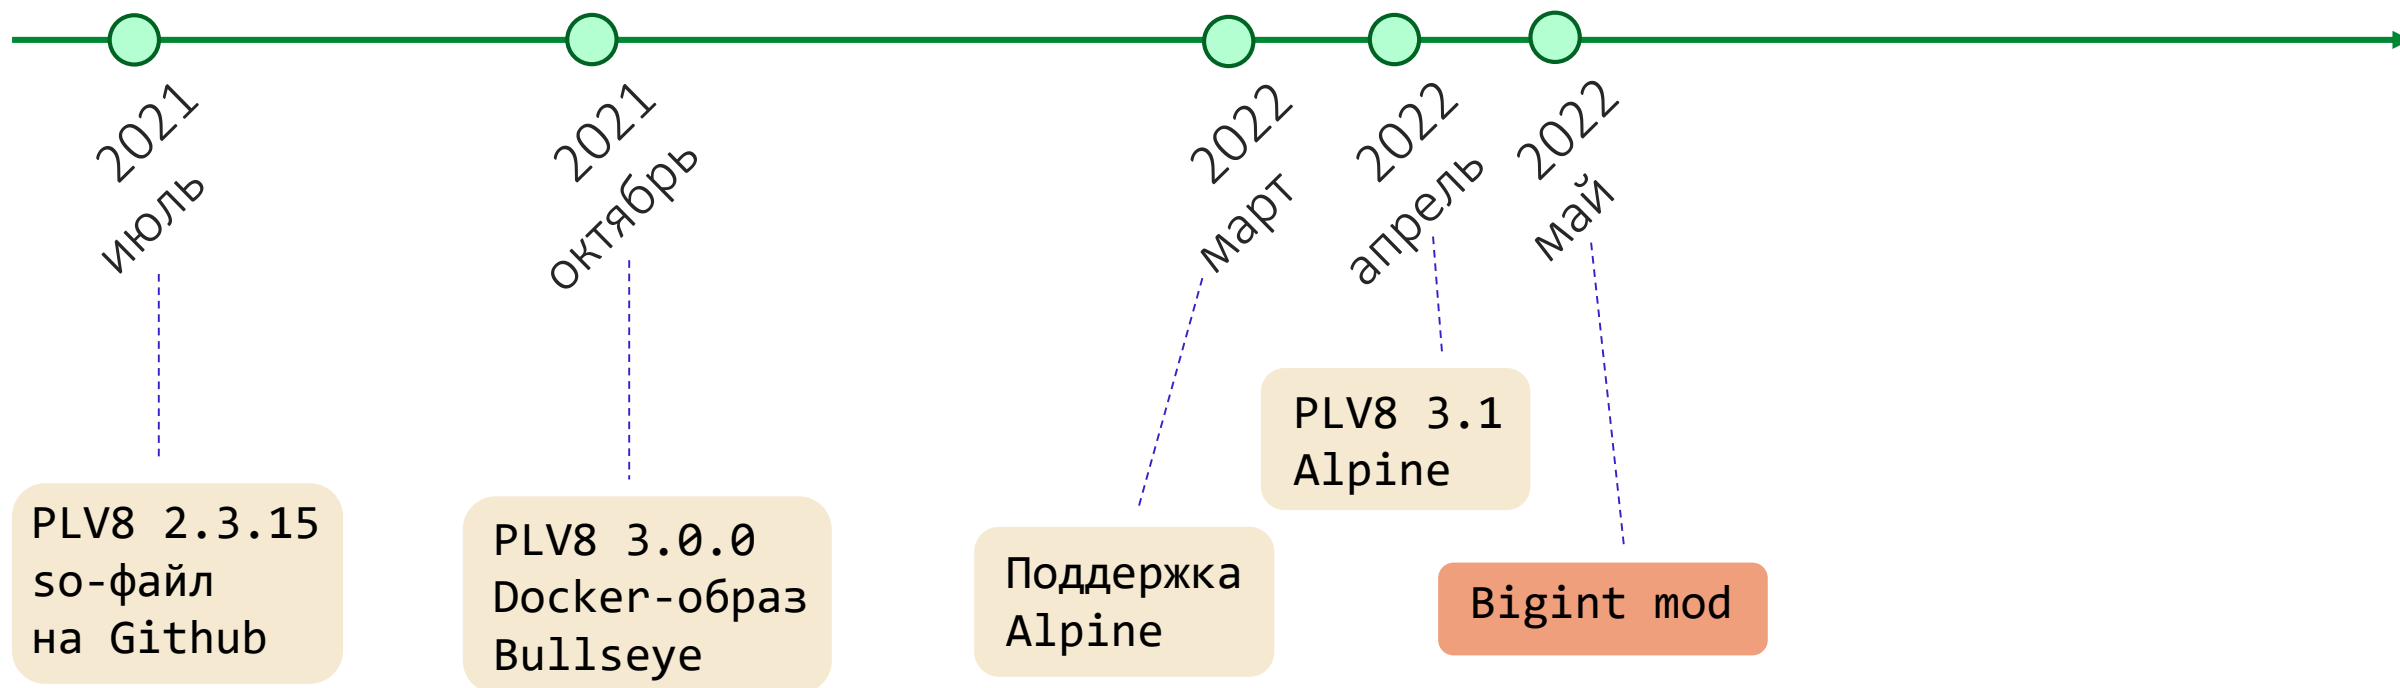 2021
июль
2021
октябрь
2022
март
2022
апрель
2022
май
PLV8 2.3.15
so-файл
на Github
PLV8 3.0.0
Docker-образ
Bullseye
Поддержка
Alpine
PLV8 3.1
Alpine
Bigint mod